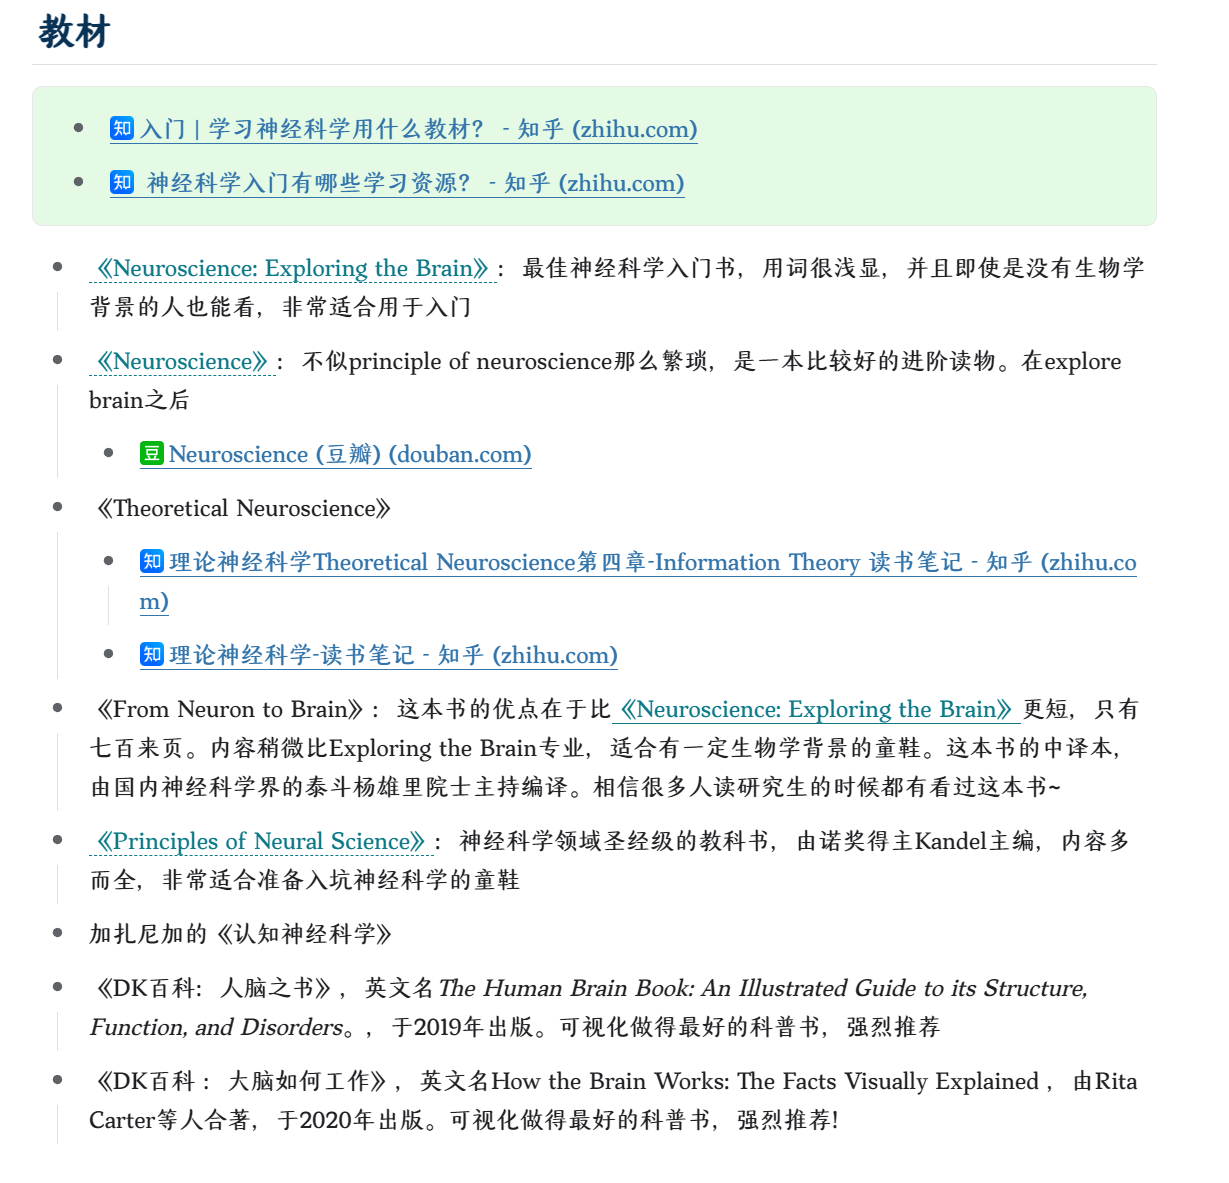 教材
知 入门 | 学习神经科学用什么教材？ - 知乎 (zhihu.com)
知 神经科学入门有哪些学习资源？ - 知乎 (zhihu.com)
《Neuroscience: Exploring the Brain》：最佳神经科学入门书，用词很浅显，并且即使是没有生物学
背景的人也能看，非常适合用于入门
《Neuroscience》：不似principle of neuroscience那么繁琐，是一本比较好的进阶读物。在explore
brain之后
豆 Neuroscience (豆瓣) (douban.com)
《Theoretical Neuroscience》
知 理论神经科学Theoretical Neuroscience第四章-Information Theory 读书笔记 - 知乎 (zhihu.co
m)
知 理论神经科学-读书笔记 - 知乎 (zhihu.com)
《From Neuron to Brain》：这本书的优点在于比《Neuroscience: Exploring the Brain》更短，只有
七百来页。内容稍微比Exploring the Brain专业，适合有一定生物学背景的童鞋。这本书的中译本，
由国内神经科学界的泰斗杨雄里院士主持编译。相信很多人读研究生的时候都有看过这本书~
《Principles of Neural Science》：神经科学领域圣经级的教科书，由诺奖得主Kandel主编，内容多
而全，非常适合准备入坑神经科学的童鞋
加扎尼加的《认知神经科学》
《DK百科：人脑之书》，英文名The Human Brain Book: An Illustrated Guide to its Structure,
Function, and Disorders。，于2019年出版。可视化做得最好的科普书，强烈推荐
《DK百科：大脑如何工作》，英文名How the Brain Works: The Facts Visually Explained ，由Rita
Carter等人合著，于2020年出版。可视化做得最好的科普书，强烈推荐!